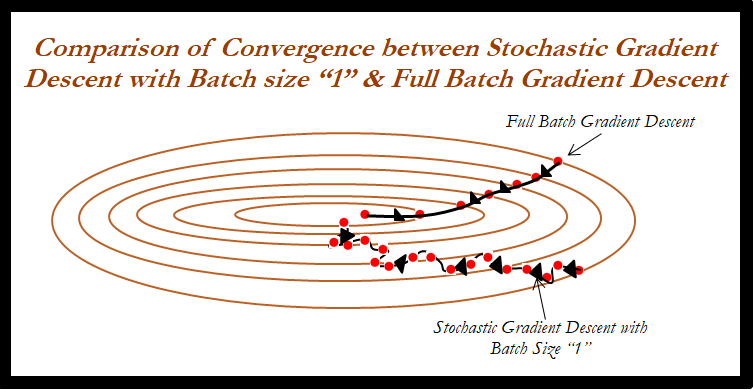 Comparison of Convergence between Stochastic Gradient
Descent with Batch size “1” & Full Batch Gradient Descent
Full Batch Gradient Descent
Stochastic Gradient Descent with
Batch Size “1”